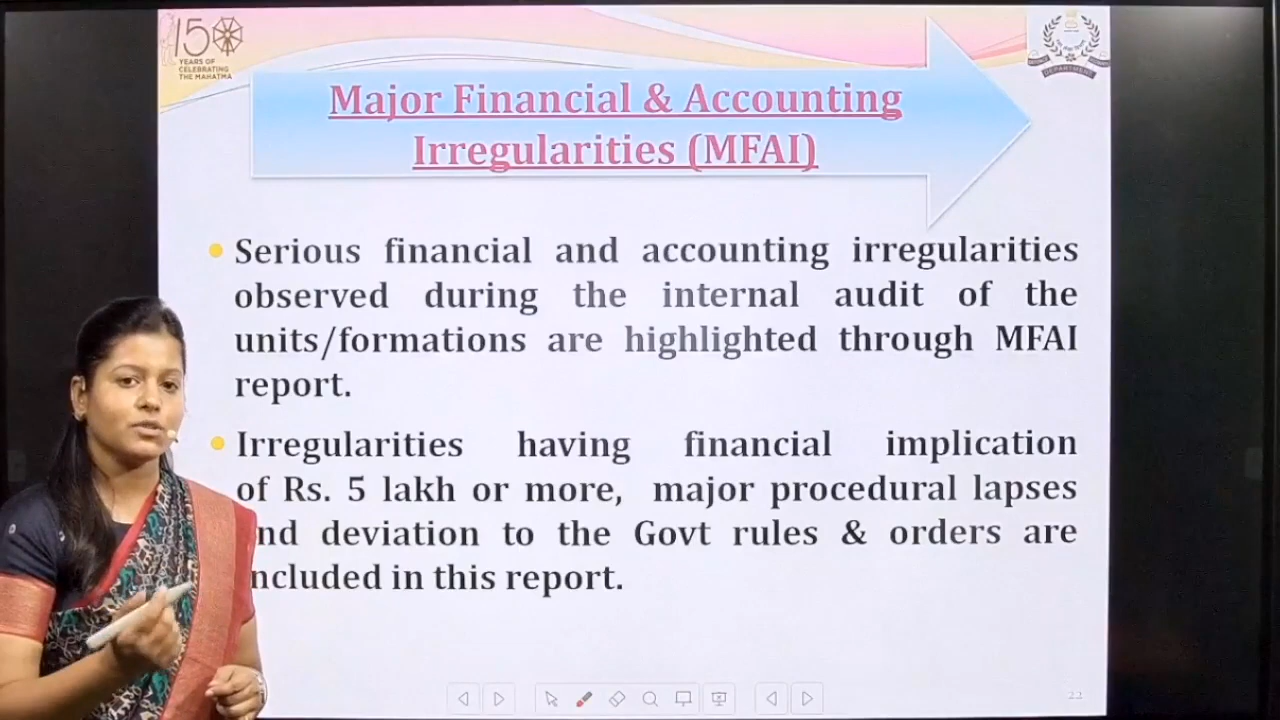 150
YEARS OF
CELEBRATING
THE MAHATMA
DEPARTMENT
Major Financial & Accounting
Irregularities (MFAI)
Serious financial and accounting irregularities
observed during the internal audit of the
units/formations are highlighted through MFAI
report.
Irregularities having financial implication
of Rs. 5 lakh or more, major procedural lapses
nd deviation to the Govt rules & orders are
ncluded in this report.
22